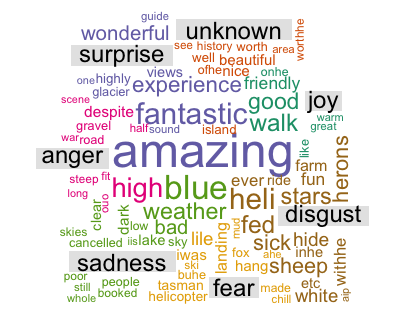 guide
wonderful unknown worthhe
surprise see history worth area
well beautiful
one highly views ofhe nice onhe
glacier experience friendly
scene despite fantastic good joy warm
gravel half sound island walk great
war road
anger amazing like herons
steep fit high blue ever ride farm
long ono heli stars fun
clear dark weather fed disgust
skies low bad landing mud
cancelled iis lake sky lile sick hide withhe
sadness iwas fox ahe inhe
poor ski hang sheep
still people buhe etc
whole booked tasman fear made white aip
helicopter chill